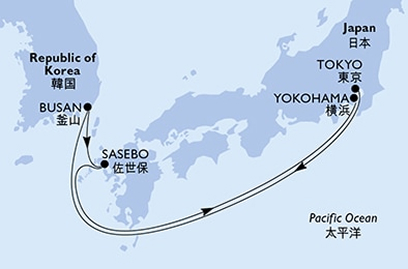 Japan
日本
Republic of
Korea
韓国
TOKYO
東京
YOKOHAMA
横浜
BUSAN
釜山
SASEBO
佐世保
Pacific Ocean
太平洋